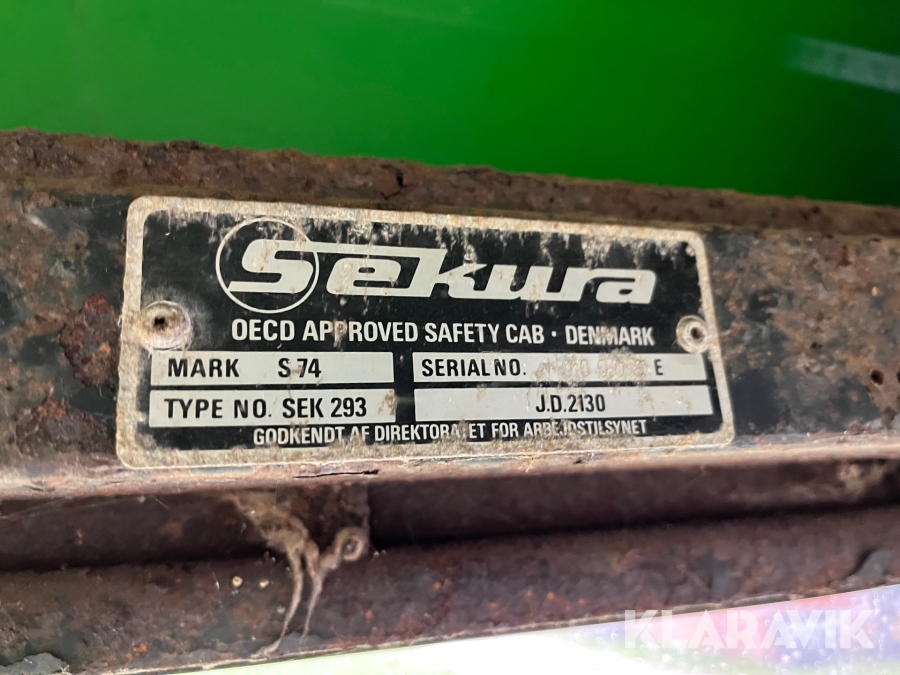 Sekura
OECD APPROVED SAFETY CAB · DENMARK
MARK S 74
SERIAL NO. E
TYPE NO. SEK 293
J.D.2130
GODKENDT AF DIREKTORATET FOR ARBEJDSTILSYNET
KLARAVIK